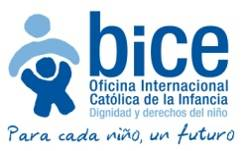 bice
Oficina Internacional
Católica de la Infancia
Dignidad y derechos del niño
Para cada niño, un futuro